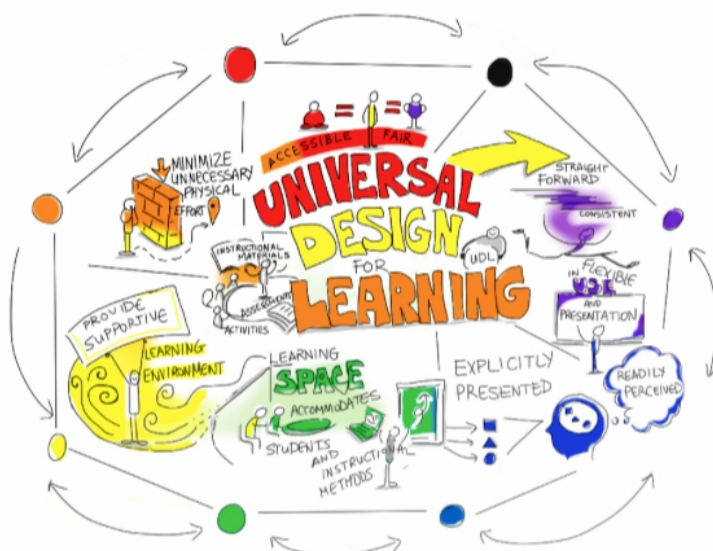 ACCESSIBLE FAIR
UNIVERSAL
DESIGN
FOR
LEARNING
UDL
STRAIGHT
FORWARD
CONSISTENT
IN FLEXIBLE
USE
AND
PRESENTATION
READILY
PERCEIVED
EXPLICITLY
PRESENTED
LEARNING
SPACE
ACCOMMODATES
STUDENTS
AND
INSTRUCTIONAL
METHODS
PROVIDE
SUPPORTIVE
LEARNING
ENVIRONMENT
MINIMIZE
UNNECESSARY
PHYSICAL
EFFORT
INSTRUCTIONAL
MATERIALS
ASSESSMENTS
ACTIVITIES